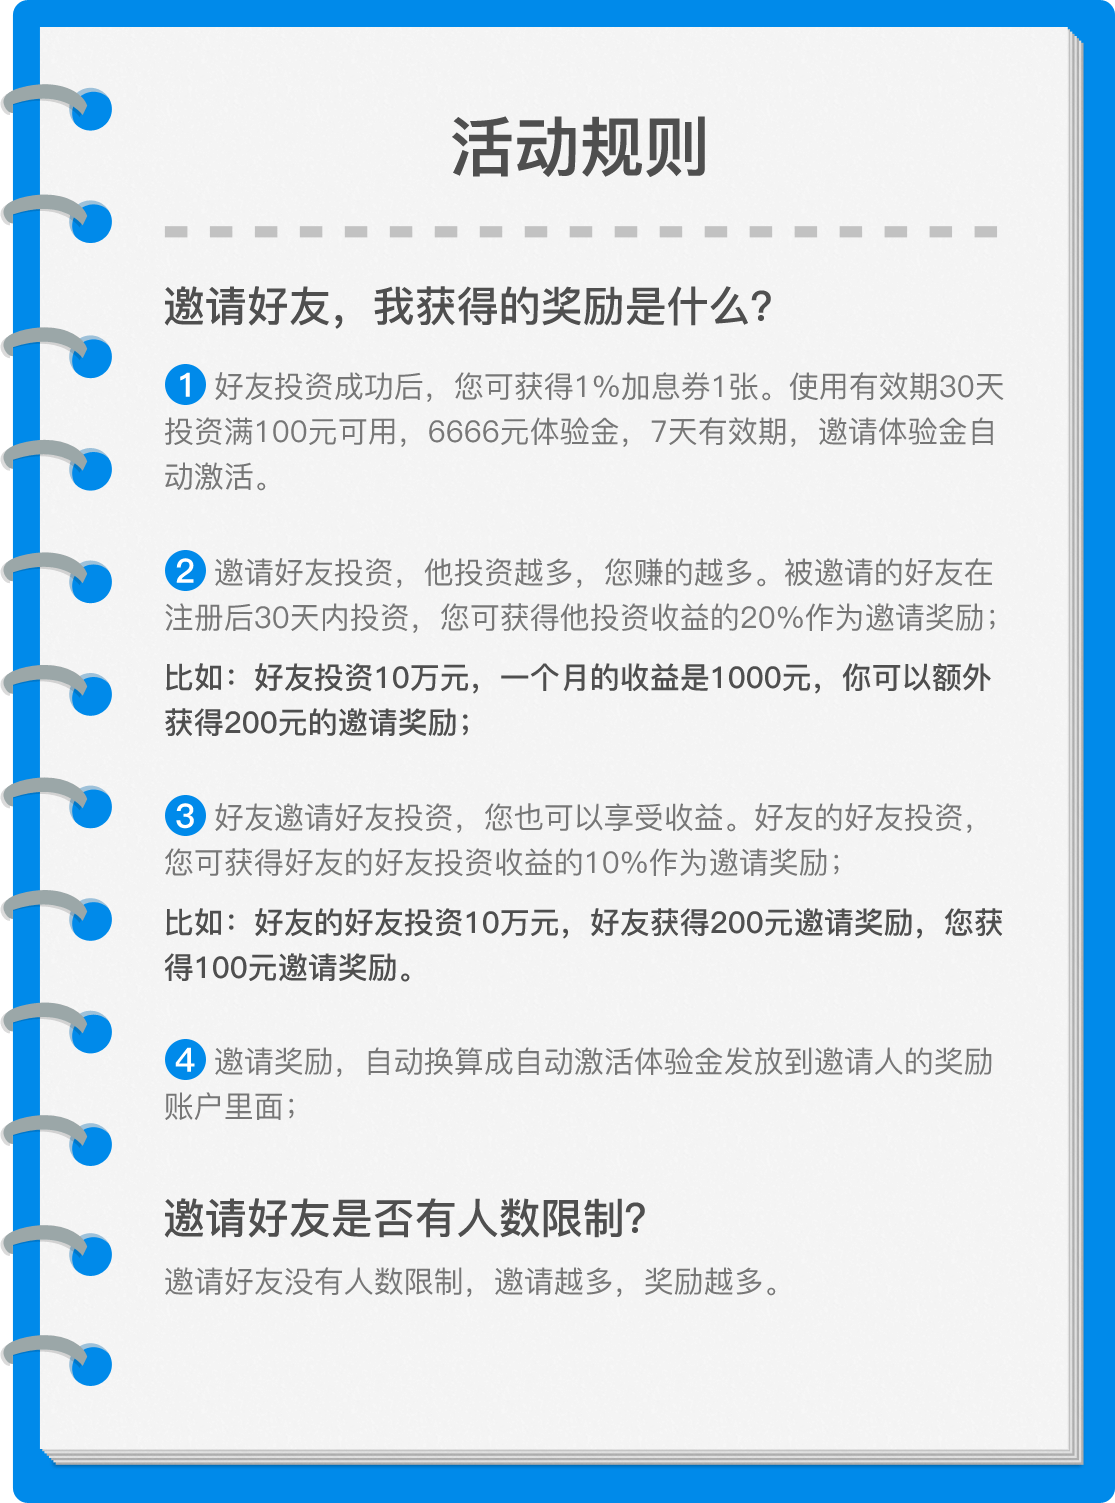 活动规则
邀请好友，我获得的奖励是什么？
1 好友投资成功后，您可获得1%加息券1张。使用有效期30天
投资满100元可用，6666元体验金，7天有效期，邀请体验金自
动激活。
2 邀请好友投资，他投资越多，您赚的越多。被邀请的好友在
注册后30天内投资，您可获得他投资收益的20%作为邀请奖励；
比如：好友投资10万元，一个月的收益是1000元，你可以额外
获得200元的邀请奖励；
3 好友邀请好友投资，您也可以享受收益。好友的好友投资，
您可获得好友的好友投资收益的10%作为邀请奖励；
比如：好友的好友投资10万元，好友获得200元邀请奖励，您获
得100元邀请奖励。
4 邀请奖励，自动换算成自动激活体验金发放到邀请人的奖励
账户里面；
邀请好友是否有人数限制？
邀请好友没有人数限制，邀请越多，奖励越多。